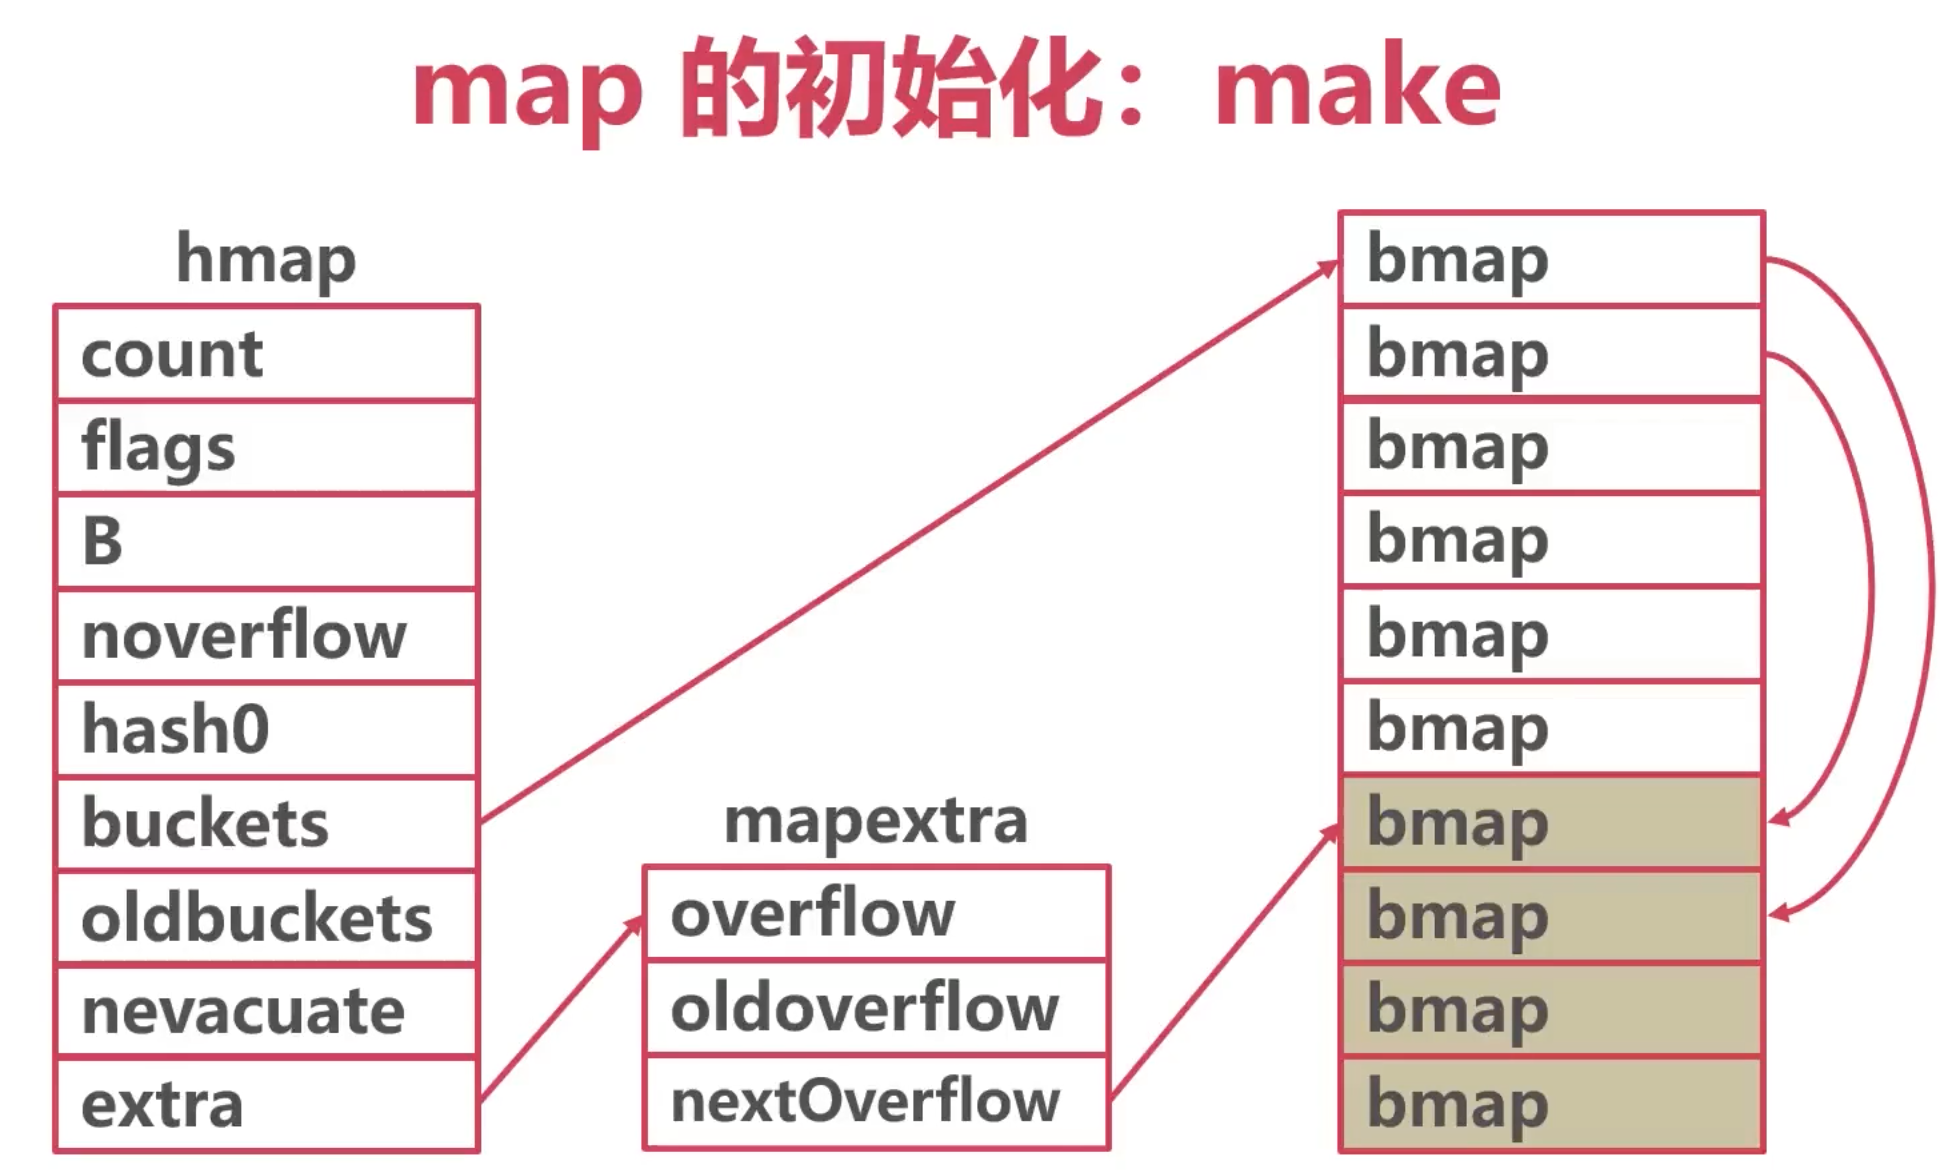 map 的初始化：make
hmap
count
flags
B
noverflow
hash0
buckets
oldbuckets
nevacuate
extra
mapextra
overflow
oldoverflow
nextOverflow
bmap
bmap
bmap
bmap
bmap
bmap
bmap
bmap
bmap
bmap